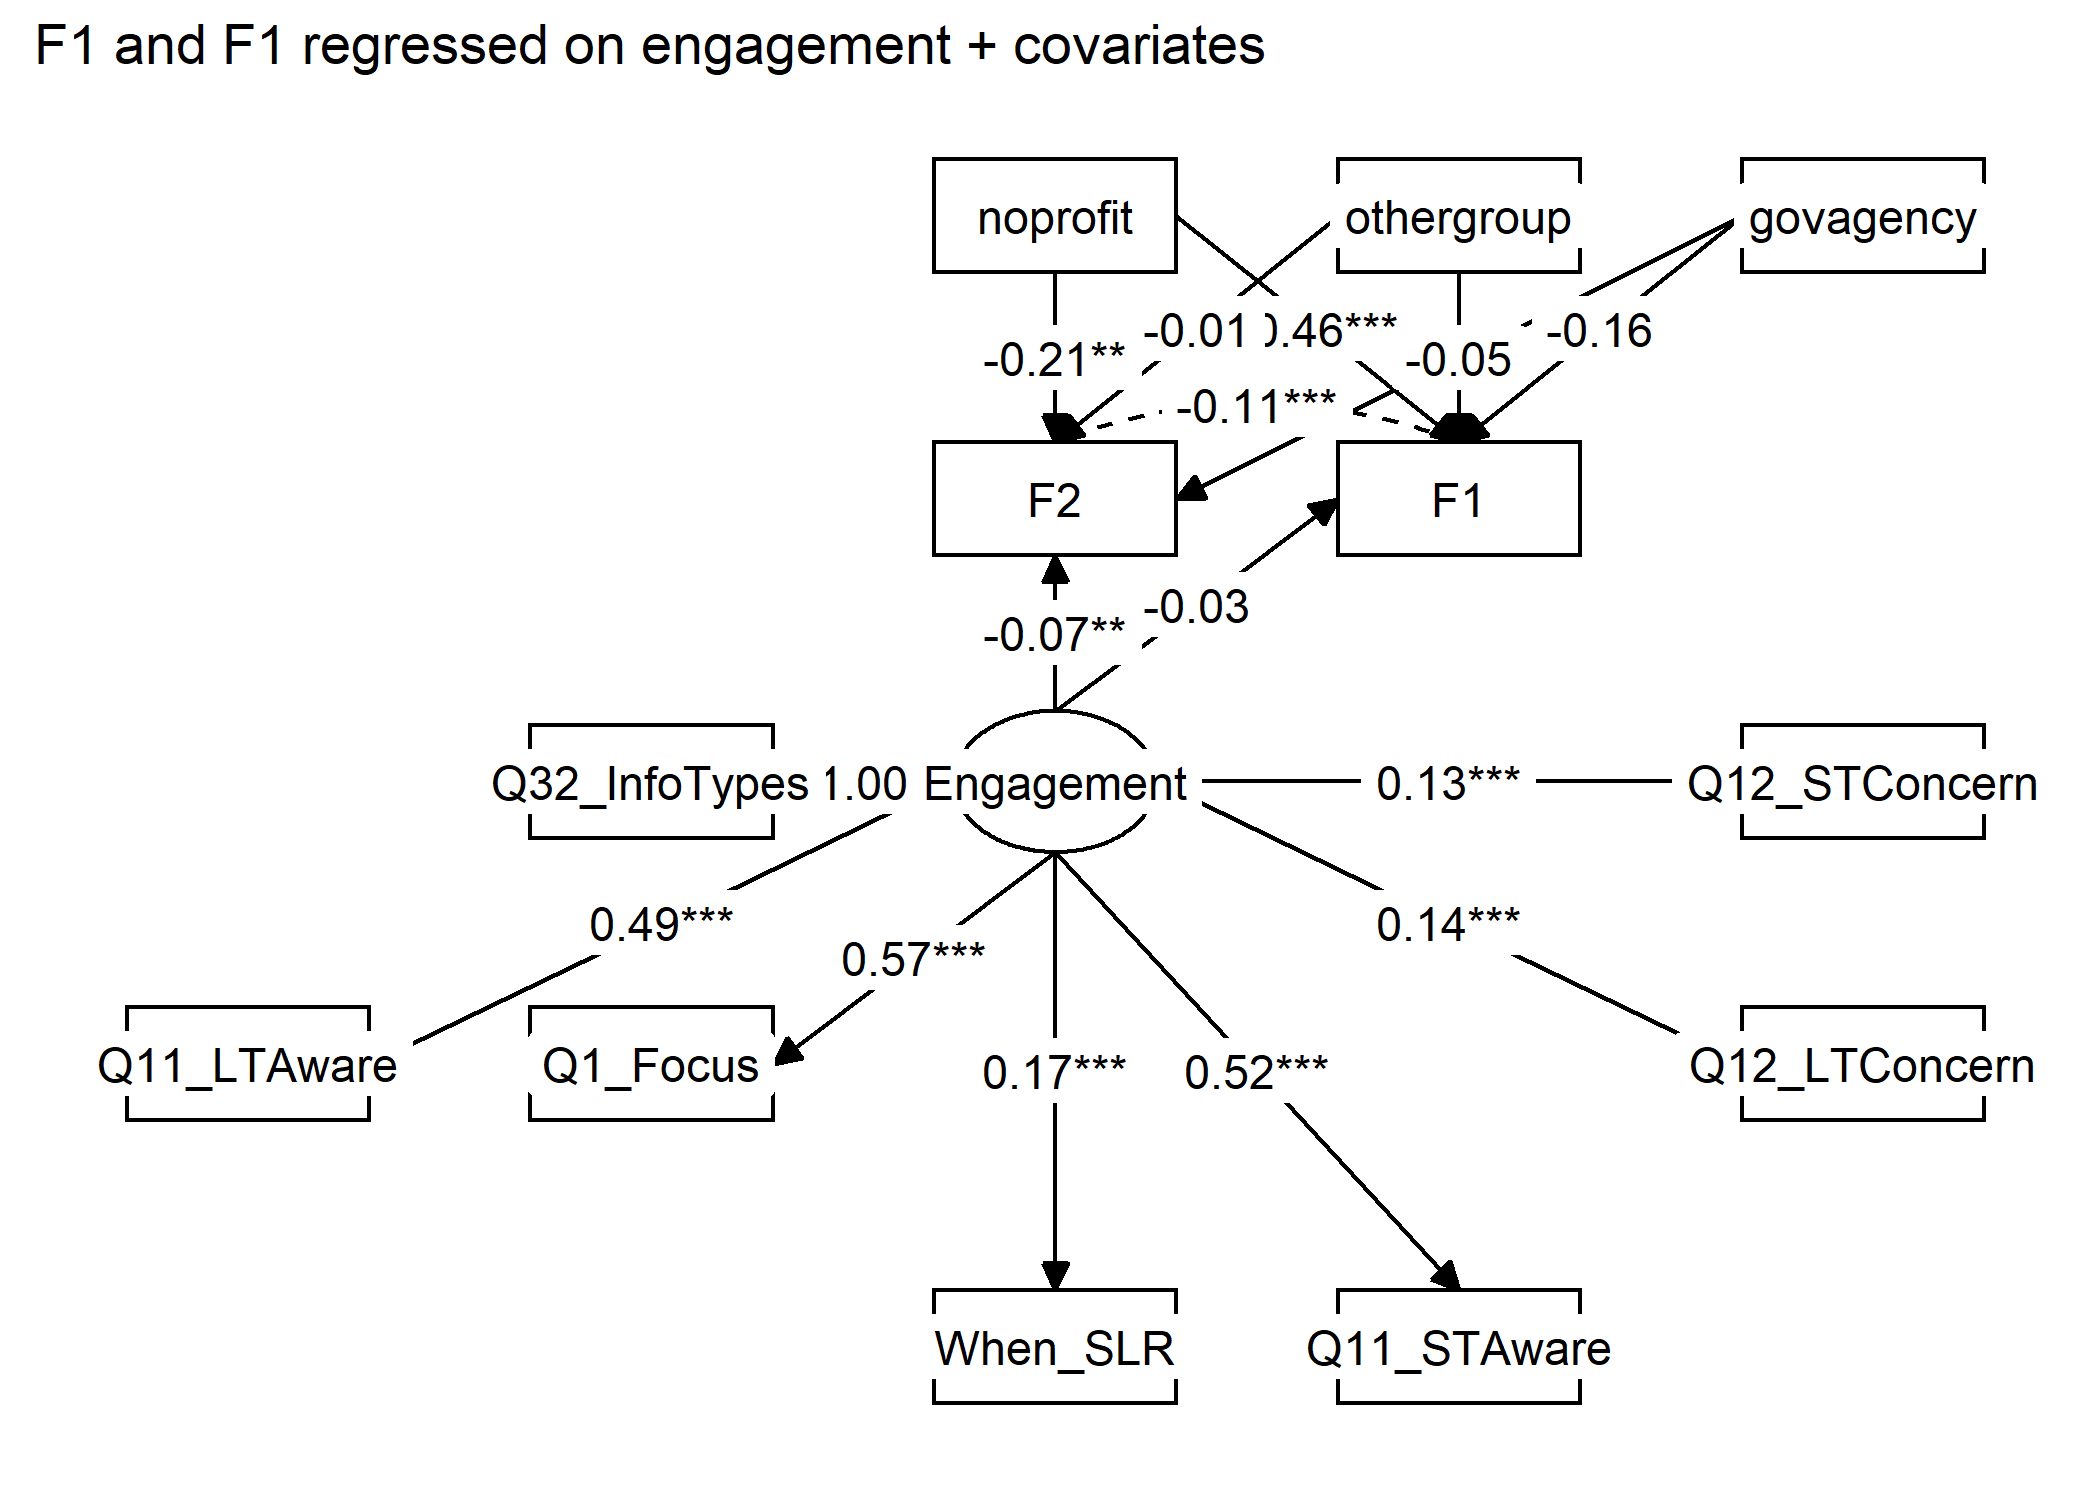 F1 and F1 regressed on engagement + covariates
noprofit
othergroup
govagency
-0.01
0.46***
-0.16
-0.21**
-0.05
-0.11***
F2
F1
-0.03
-0.07**
Q32_InfoTypes
1.00
Engagement
0.13***
Q12_STConcern
0.49***
0.14***
0.57***
Q11_LTAware
Q1_Focus
0.17***
0.52***
Q12_LTConcern
When_SLR
Q11_STAware